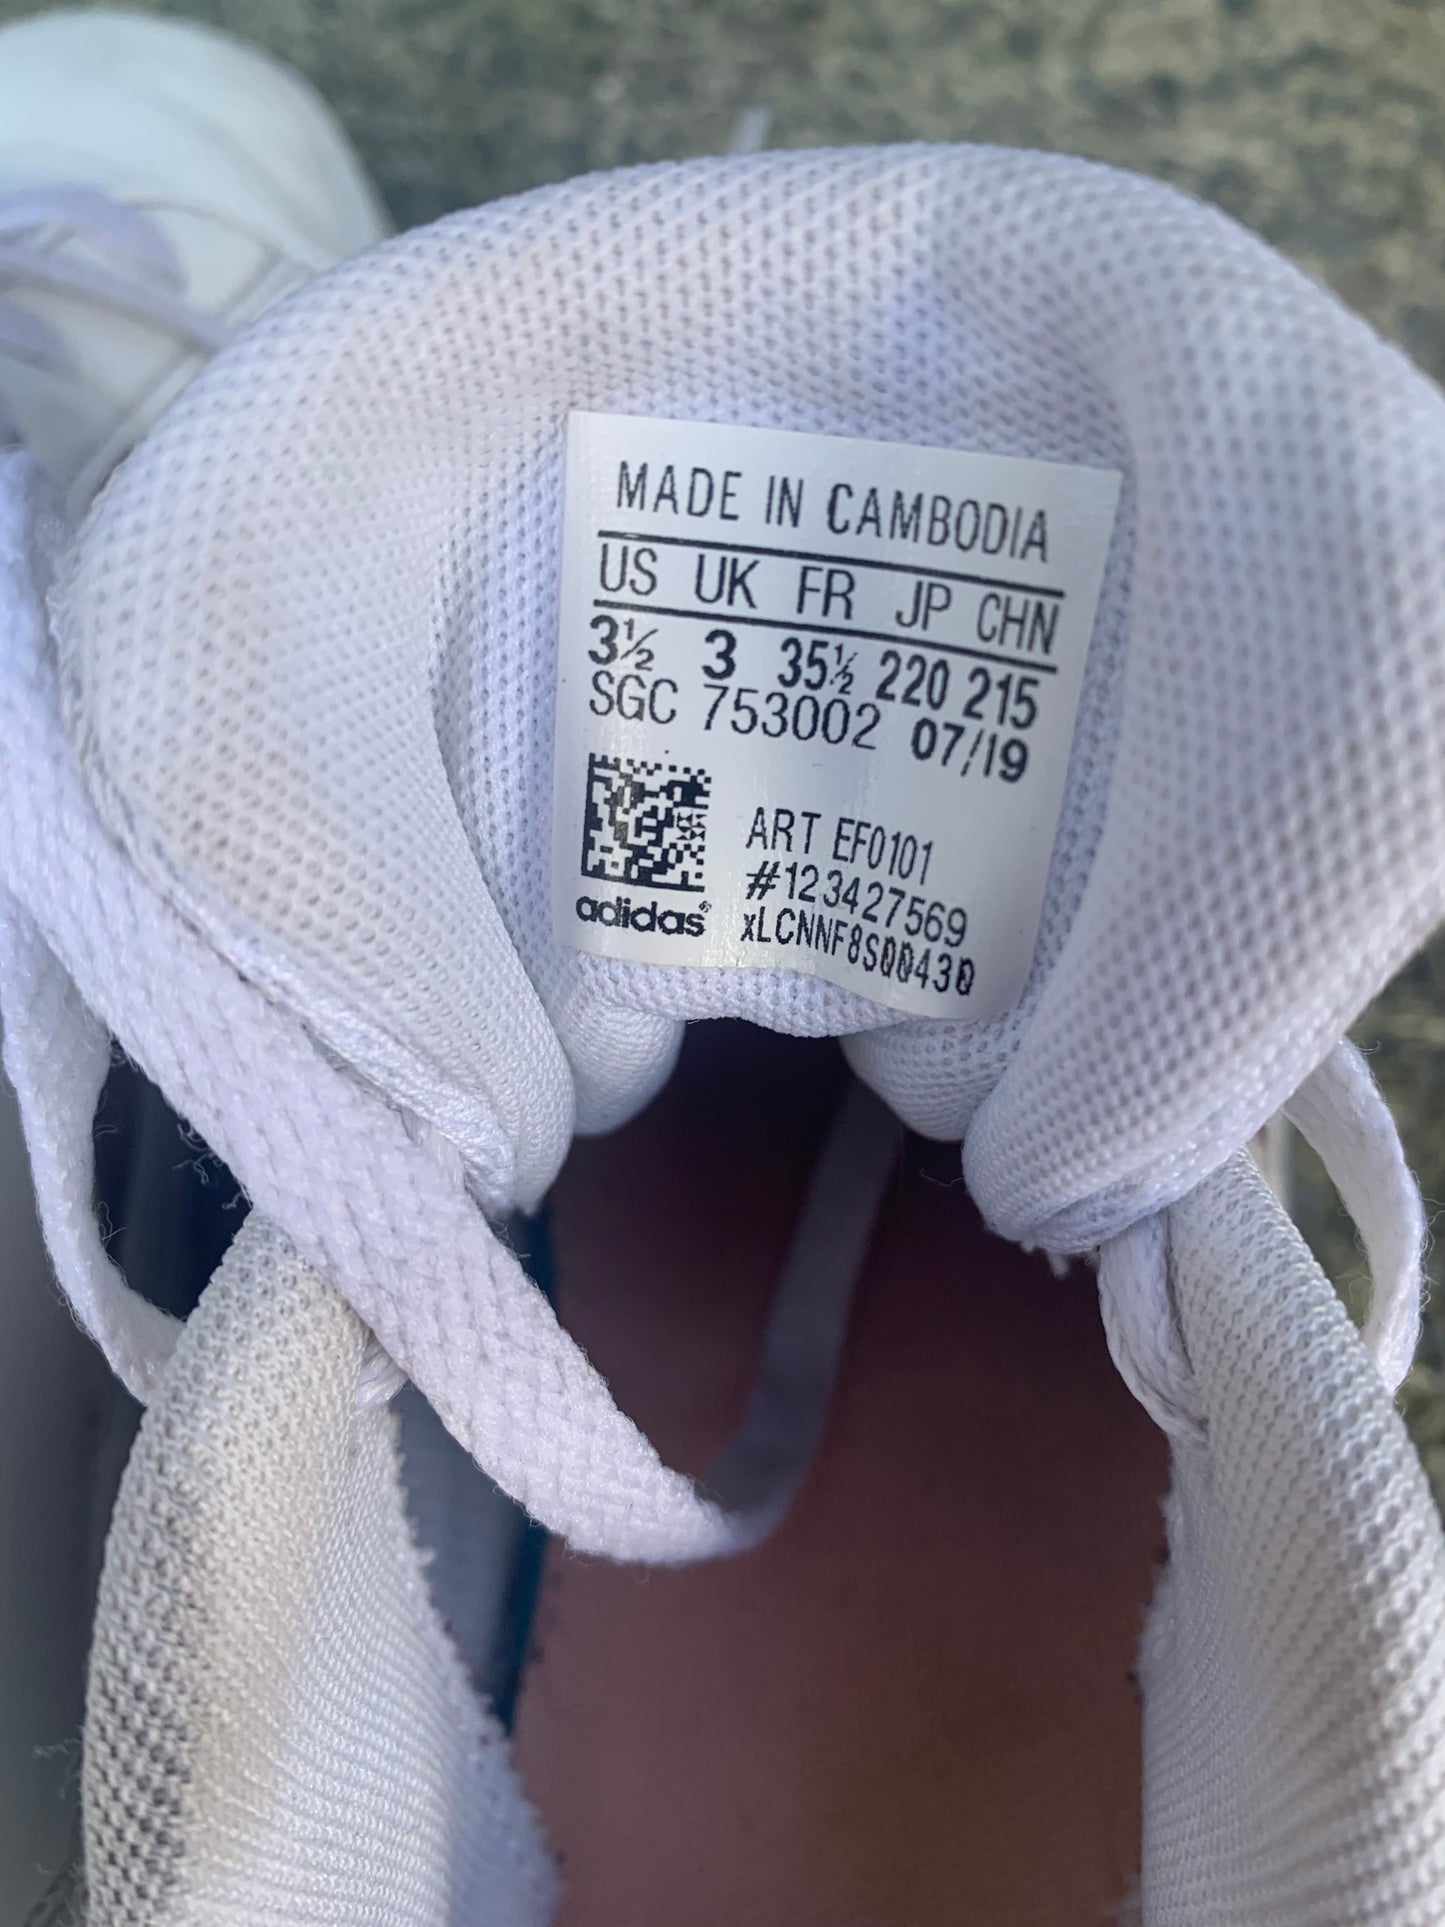 MADE IN CAMBODIA
US UK FR JP CHN
3½ 3 35½ 220 215
SGC 753002 07/19
ART EF0101
#123427569
xLCNNF8S00430
adidas®